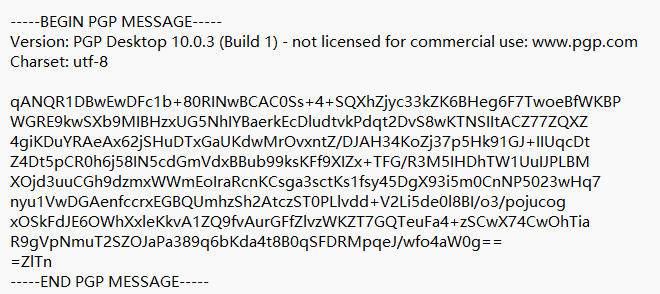 -----BEGIN PGP MESSAGE-----
Version: PGP Desktop 10.0.3 (Build 1) - not licensed for commercial use: www.pgp.com
Charset: utf-8

qANQR1DBwEwDFc1b+80RINwBCAC0Ss+4+SQXhZjyc33kZK6BHeg6F7TwoeBfWKBP
WGRE9kwSXb9MIBHzxUG5NhIYBaerkEcDludtvkPdqt2DvS8wKTNSIItACZ77ZQXZ
4giKDuYRAeAx62jSHuDTxGaUKdwMrOvxntZ/DJAH34KoZj37p5Hk91GJ+IIUqcDt
Z4Dt5pCR0h6j58IN5cdGmVdxBBub99ksKFf9XIZx+TFG/R3M5IHDhTW1UuIJPLBM
XOjd3uuCGh9dzmxWWmEoIraRcnKCsga3sctKs1fsy45DgX93i5m0CnNP5023wHq7
nyu1VwDGAenfccrxEGBQUmhzSh2AtczST0PLlvdd+V2Li5de0l8BI/o3/pojucog
xOSkFdJE6OWhXxleKkvA1ZQ9fvAurGFfZlvzWKZT7GQTeuFa4+zSCwX74CwOhTia
R9gVpNmuT2SZOJaPa389q6bKda4t8B0qSFDRMpqeJ/wfo4aW0g==
=ZlTn
-----END PGP MESSAGE-----